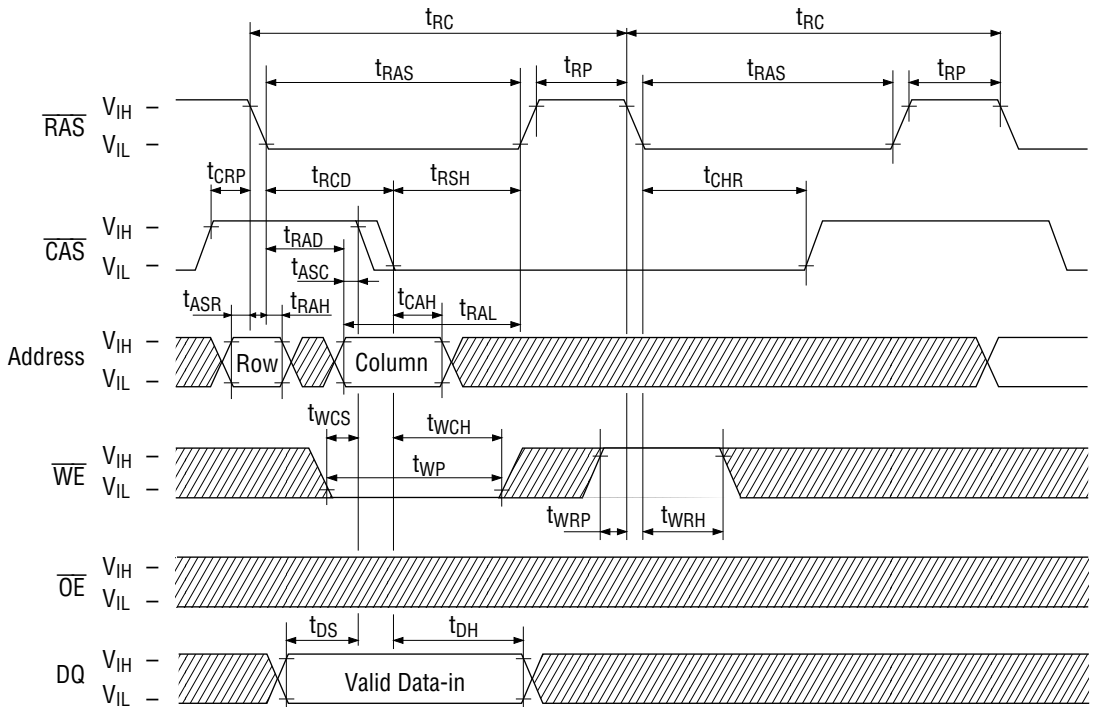 tRC tRC
tRAS tRP tRAS tRP
RAS VIH –
VIL –
tCRP tRCD tRSH tCHR
CAS VIH –
VIL –
tRAD
tASC
tASR tRAH tCAH tRAL
Address VIH –
VIL –
Row Column
tWCS tWCH
tWP
WE VIH –
VIL –
tWRP tWRH
OE VIH –
VIL –
tDS tDH
DQ VIH –
VIL –
Valid Data-in